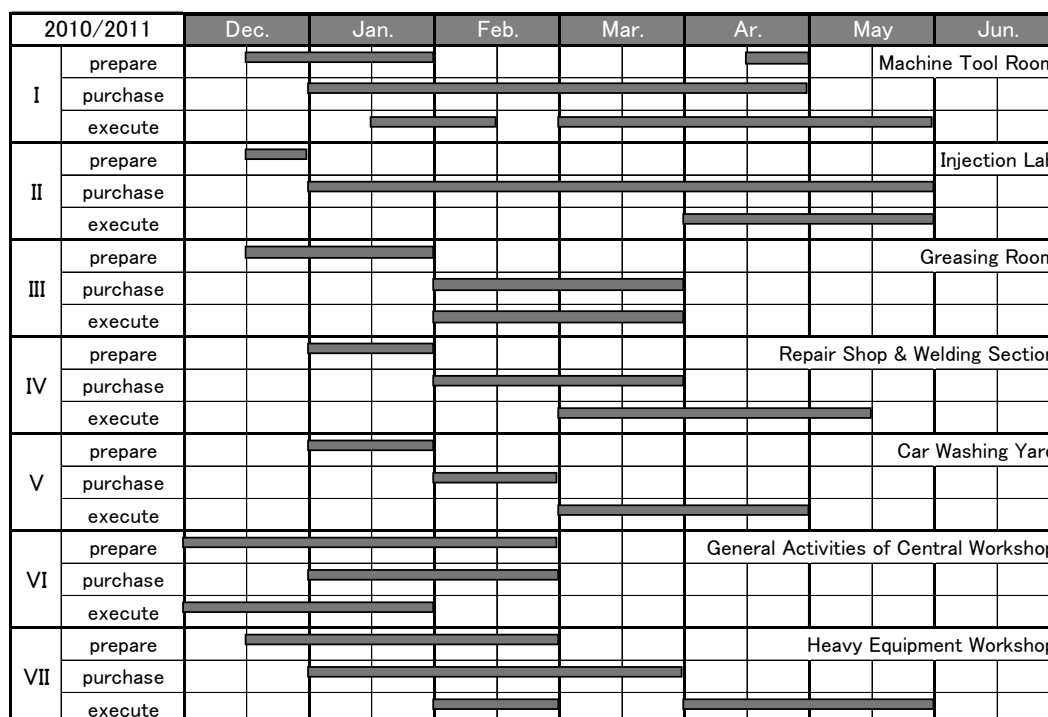 2010/2011 Dec. Jan. Feb. Mar. Ar. May Jun.
prepare Machine Tool Room
I purchase
execute
prepare Injection Lab
II purchase
execute
prepare Greasing Room
III purchase
execute
prepare Repair Shop & Welding Section
IV purchase
execute
prepare Car Washing Yard
V purchase
execute
prepare General Activities of Central Workshop
VI purchase
execute
prepare Heavy Equipment Workshop
VII purchase
execute